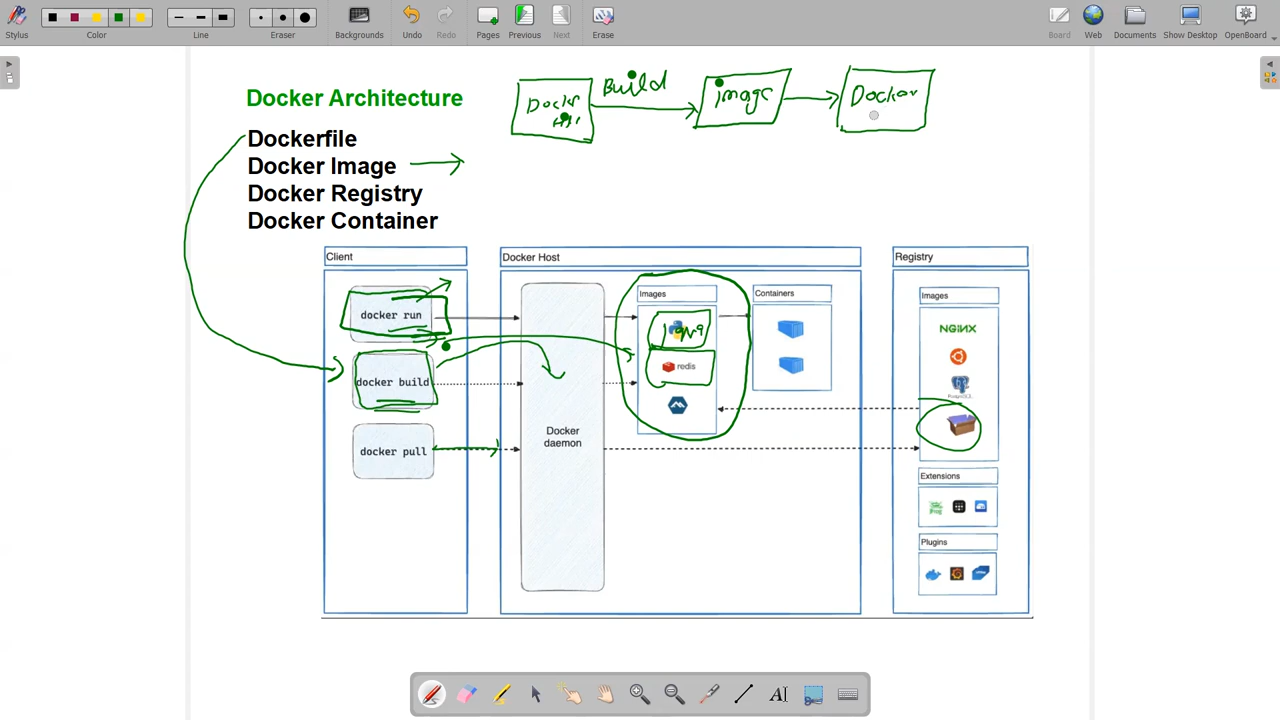 Stylus
Color
Line
Eraser
Backgrounds
Undo
Redo
Pages
Previous
Next
Erase
Board
Web
Documents
Show Desktop
OpenBoard
Docker Architecture
Dockerfile
Docker Image
Docker Registry
Docker Container
Docker
Build
image
Docker
Client
docker run
docker build
docker pull
Docker Host
Docker
daemon
Images
redis
Containers
Registry
Images
NGINX
PostgreSQL
Extensions
Plugins